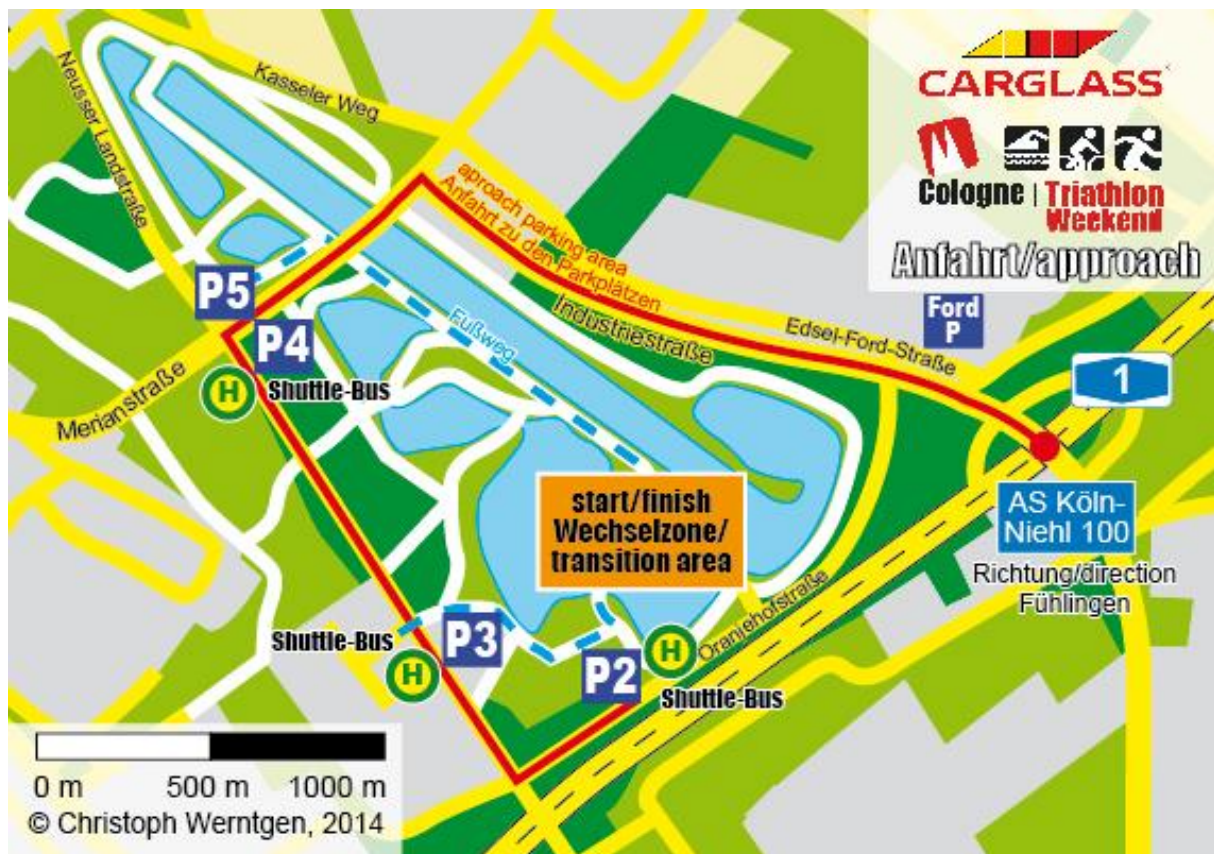 CARGLASS
Cologne | Triathlon
Weekend
Anfahrt/approach
Neusser Landstraße
Kasseler Weg
aproach parking area
Anfahrt zu den Parkplätzen
Industriestraße
Edsel-Ford-Straße
Ford
P
1
P5
P4
H Shuttle-Bus
Merianstraße
Fußweg
start/finish
Wechselzone/
transition area
AS Köln-
Niehl 100
Richtung/direction
Fühlingen
Oranjehofstraße
Shuttle-Bus
H
P3
P2
H
Shuttle-Bus
0 m 500 m 1000 m
© Christoph Werntgen, 2014